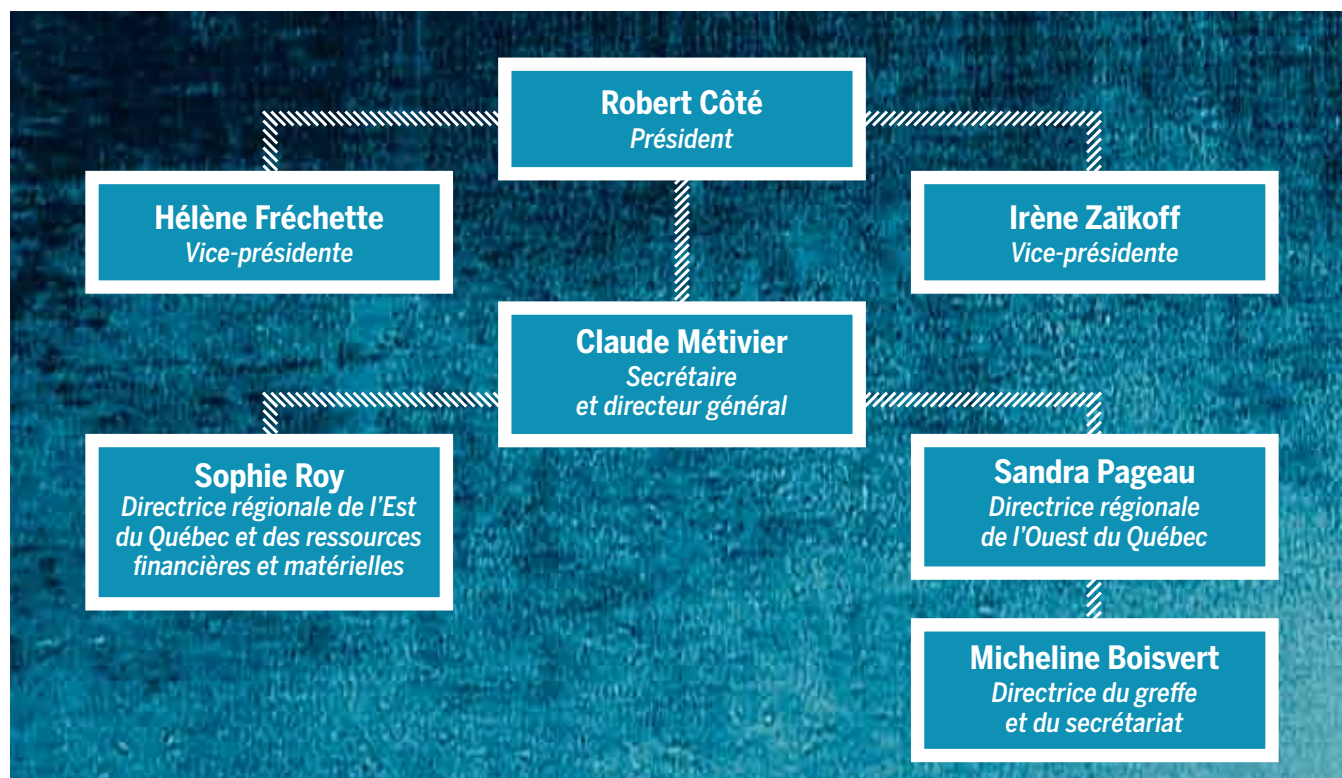 Robert Côté
Président
Hélène Fréchette
Vice-présidente
Irène Zaïkoff
Vice-présidente
Claude Métivier
Secrétaire
et directeur général
Sophie Roy
Directrice régionale de l’Est
du Québec et des ressources
financières et matérielles
Sandra Pageau
Directrice régionale
de l’Ouest du Québec
Micheline Boisvert
Directrice du greffe
et du secrétariat